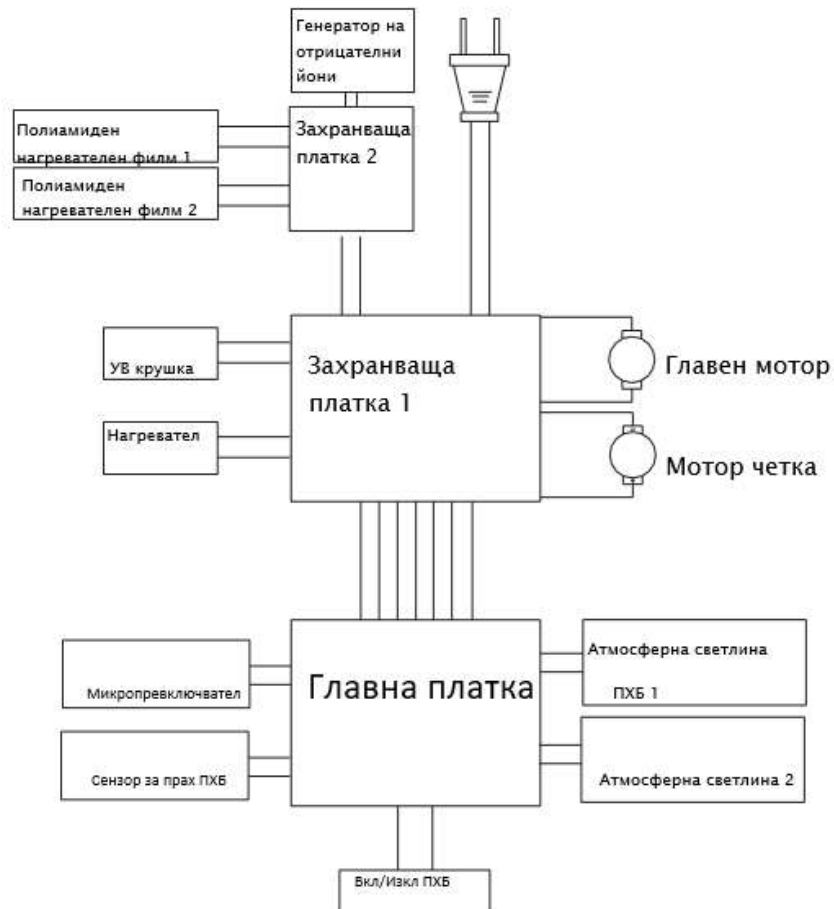 Генератор на
отрицателни
йони
Полиамиден
нагревателен филм 1
Захранваща
платка 2
Полиамиден
нагревателен филм 2
УВ крушка
Захранваща
платка 1
Главен мотор
Нагревател
Мотор четка
Микропревключвател
Главна платка
Атмосферна светлина
ПХБ 1
Сензор за прах ПХБ
Атмосферна светлина 2
Вкл/Изкл ПХБ